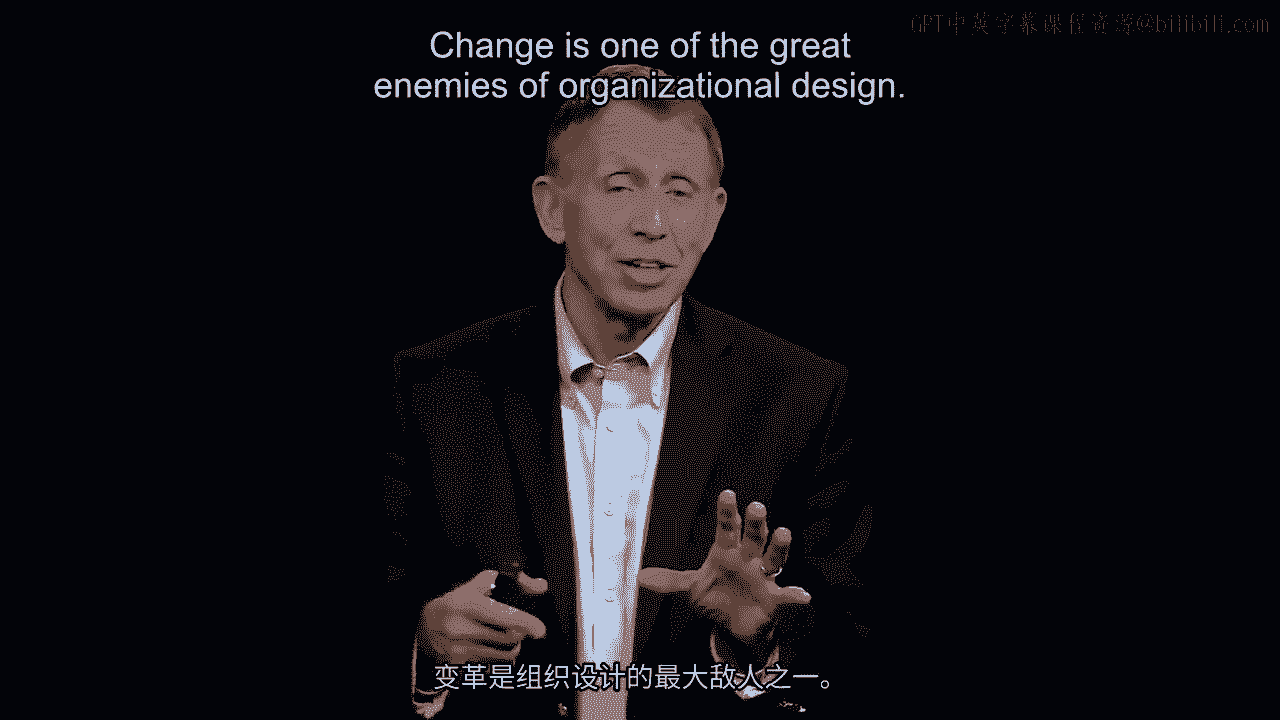 GPT中英字幕课程资源@bilibili.com
Change is one of the great
enemies of organizational design.
变革是组织设计的最大敌人之一。